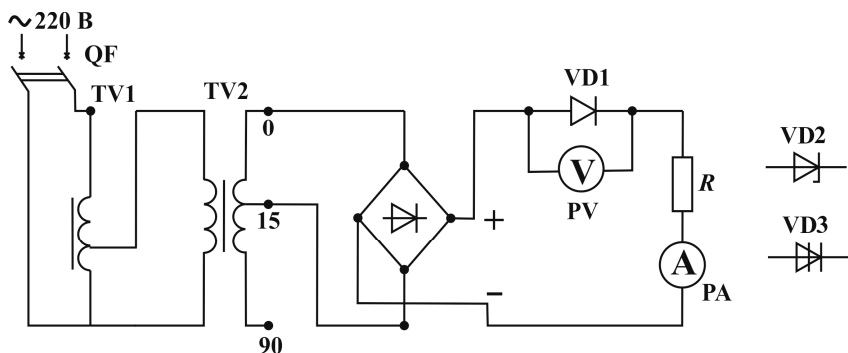 ~ 220 В
QF
TV1
TV2
0
15
90
+
–
VD1
V
PV
R
A
PA
VD2
VD3